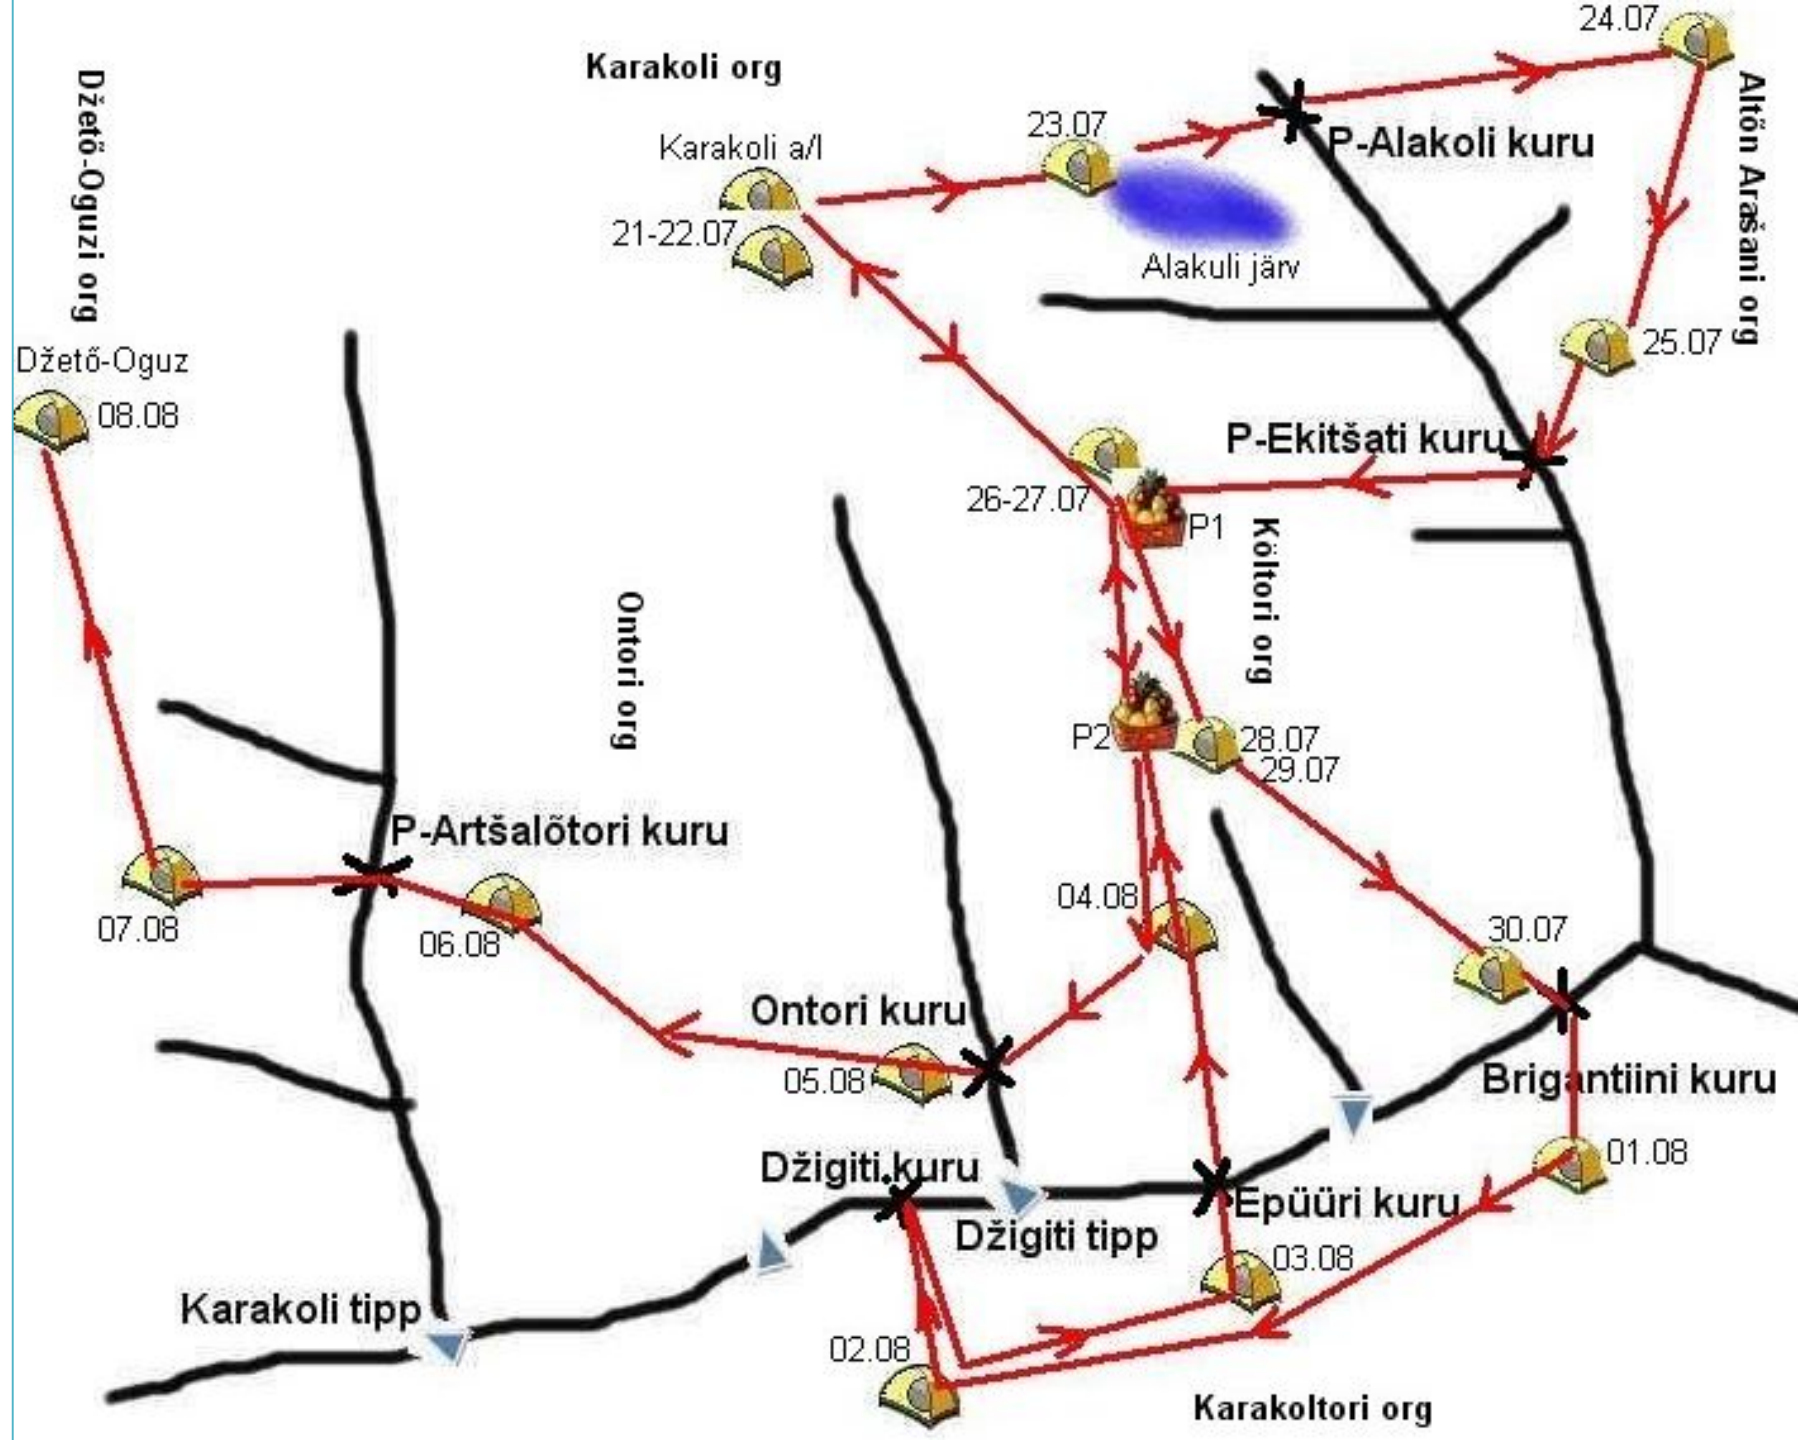 24.07
Karakoli org
Džető-Oguzi org
Altőn Arašani org
23.07
P-Alakoli kuru
Karakoli a/l
21-22.07
Alakuli järv
25.07
Džető-Oguz
08.08
P-Ekitšati kuru
26-27.07
P1
Költori org
Ontori org
P2
28.07
29.07
P-Artšalõtori kuru
04.08
07.08
06.08
30.07
Ontori kuru
05.08
Brigantiini kuru
01.08
Džigiti kuru
Epüüri kuru
Džigiti tipp
03.08
Karakoli tipp
02.08
Karakoltori org